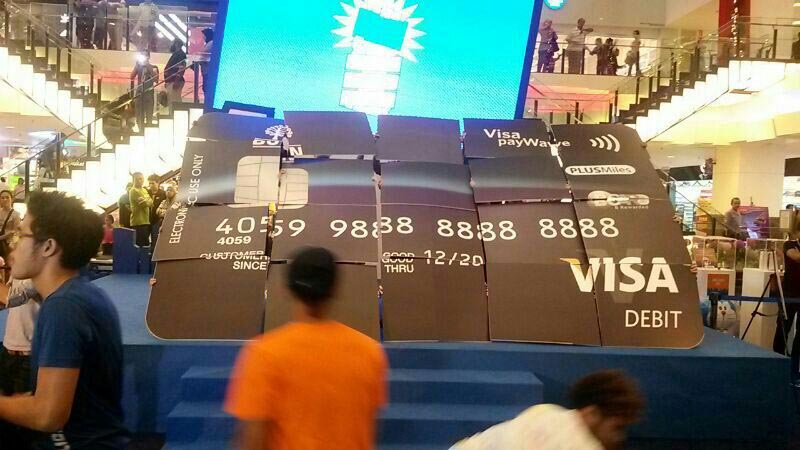 Visa
payWave
PLUSMiles
ELECTRONIC USE ONLY
4059 9888 8888 8888
4059
CUSTOMER
SINCE
GOOD
THRU
12/20
VISA
DEBIT